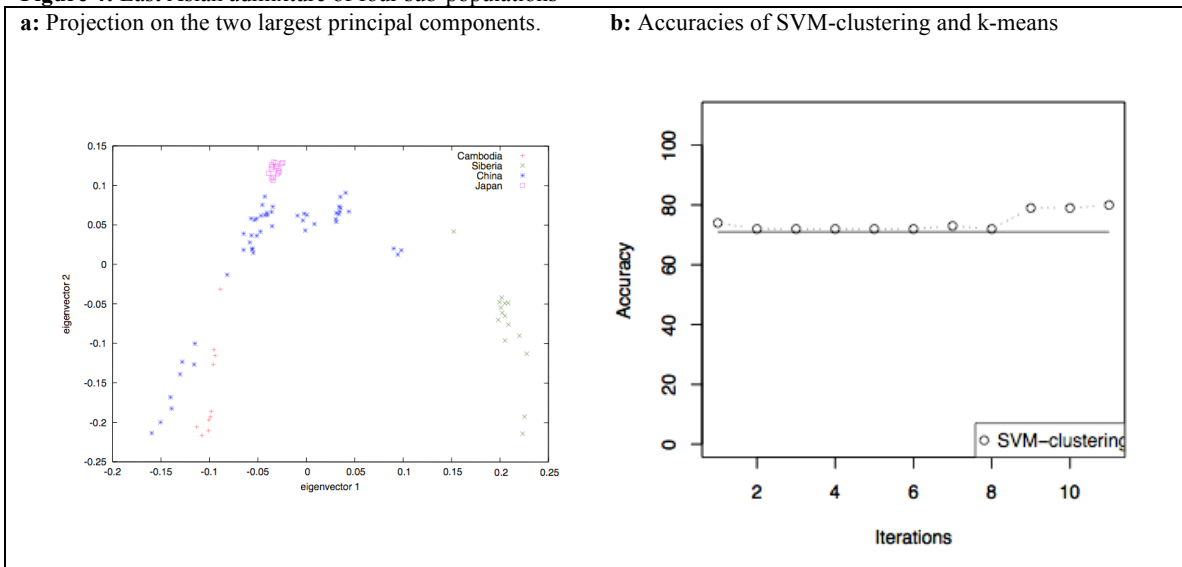 a: Projection on the two largest principal components.
b: Accuracies of SVM-clustering and k-means
0.15
0.1
0.05
0
-0.05
-0.1
-0.15
-0.2
-0.25
eigenvector 2
Cambodia
Siberia
China
Japan
-0.2 -0.15 -0.1 -0.05 0 0.05 0.1 0.15 0.2 0.25
eigenvector 1
100
80
60
40
20
0
Accuracy
SVM-clustering
2 4 6 8 10
Iterations